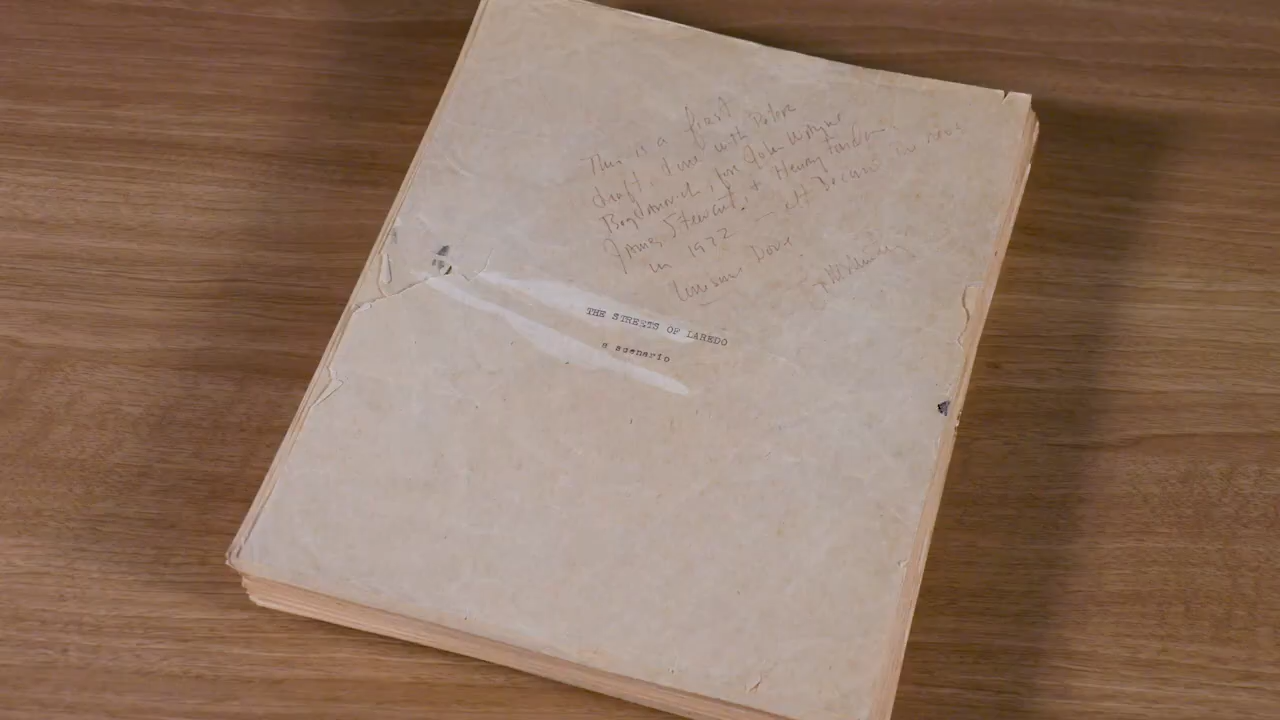 This is a first
draft, done with Peter
Bogdanovich, for John Wayne
James Stewart, + Henry Fonda
in 1972 — it became the novel
Lonesome Dove.
THE STREETS OF LAREDO
a scenario